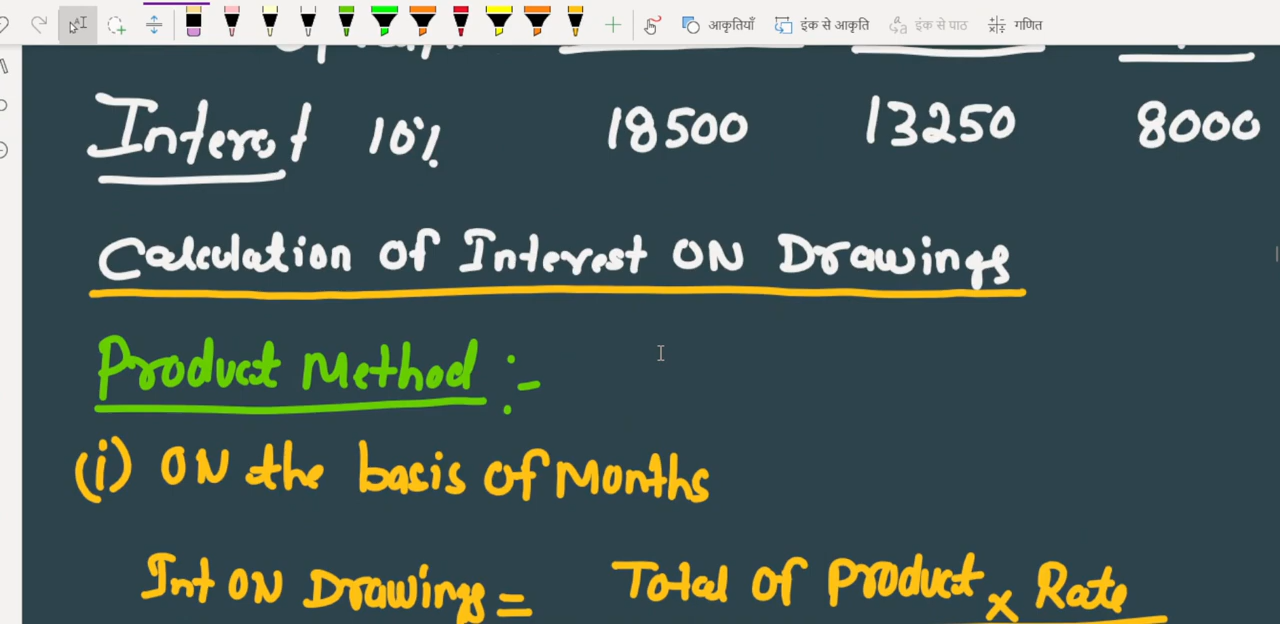 आकृतियाँ इंक से आकृति इंक से पाठ गणित
Interest 10% 18500 13250 8000
Calculation of Interest ON Drawings
Product Method :-
(i) ON the basis of Months
Int ON Drawings = Total of Product x Rate